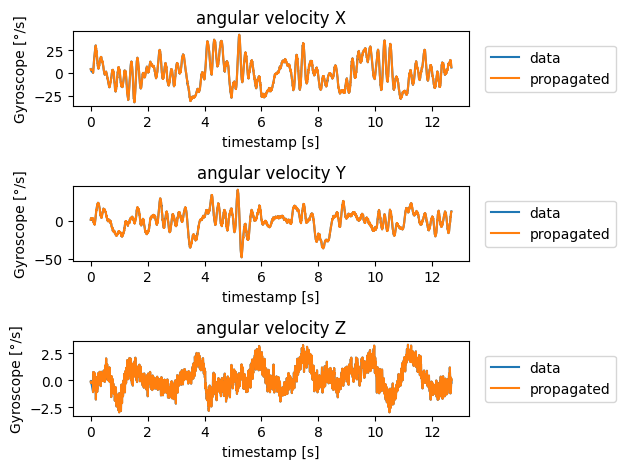 angular velocity X
Gyroscope [°/s]
25
0
−25
0 2 4 6 8 10 12
timestamp [s]
data
propagated
angular velocity Y
Gyroscope [°/s]
0
−50
0 2 4 6 8 10 12
timestamp [s]
data
propagated
angular velocity Z
Gyroscope [°/s]
2.5
0.0
−2.5
0 2 4 6 8 10 12
timestamp [s]
data
propagated